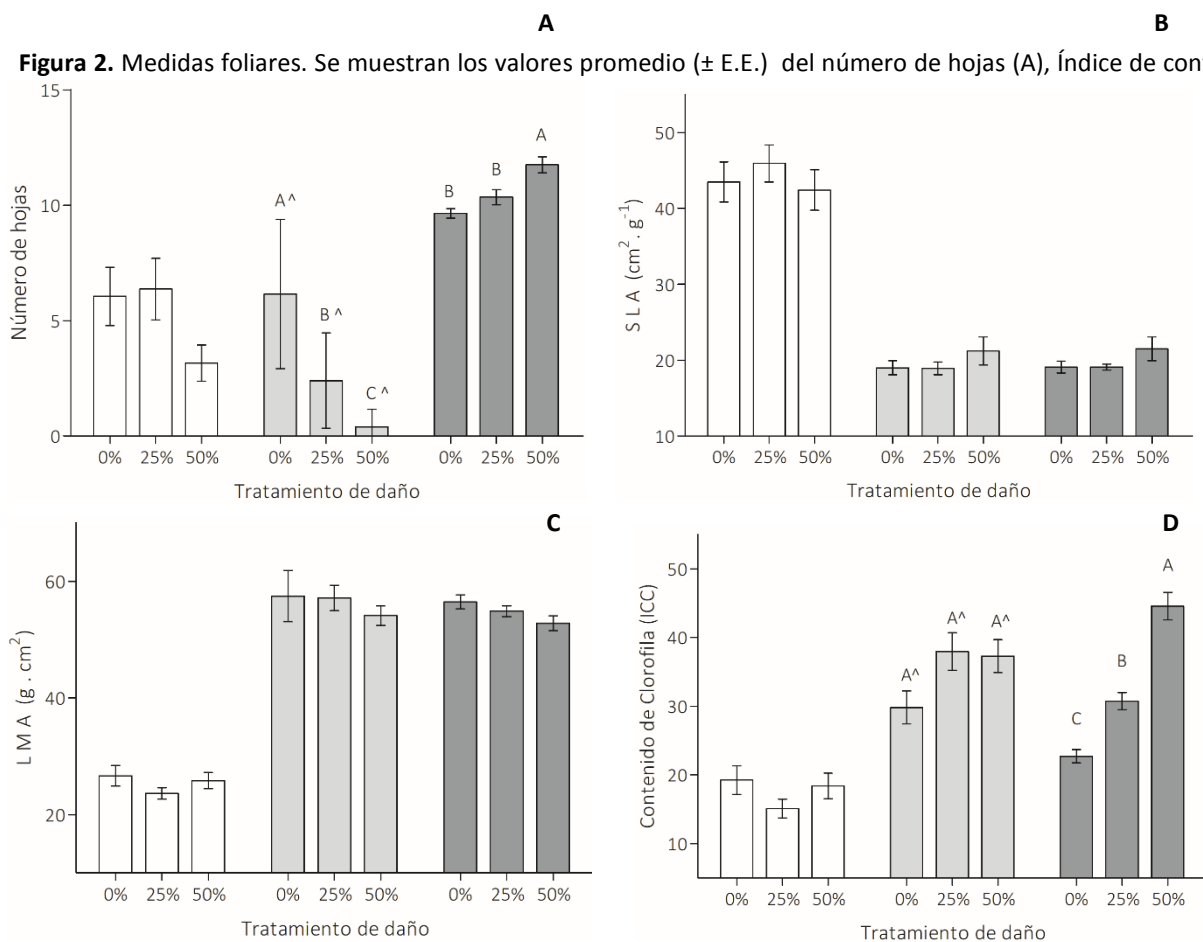 A B
Figura 2. Medidas foliares. Se muestran los valores promedio (± E.E.) del número de hojas (A), Índice de con
Número de hojas
15
10
5
0
A ^
B ^
C ^
B
B
A
0% 25% 50% 0% 25% 50% 0% 25% 50%
Tratamiento de daño
SLA (cm². g⁻¹)
50
40
30
20
10
0% 25% 50% 0% 25% 50% 0% 25% 50%
Tratamiento de daño
C
LMA (g . cm²)
60
40
20
0% 25% 50% 0% 25% 50% 0% 25% 50%
Tratamiento de daño
D
Contenido de Clorofila (ICC)
50
40
30
20
10
A^
A^
A^
C
B
A
0% 25% 50% 0% 25% 50% 0% 25% 50%
Tratamiento de daño